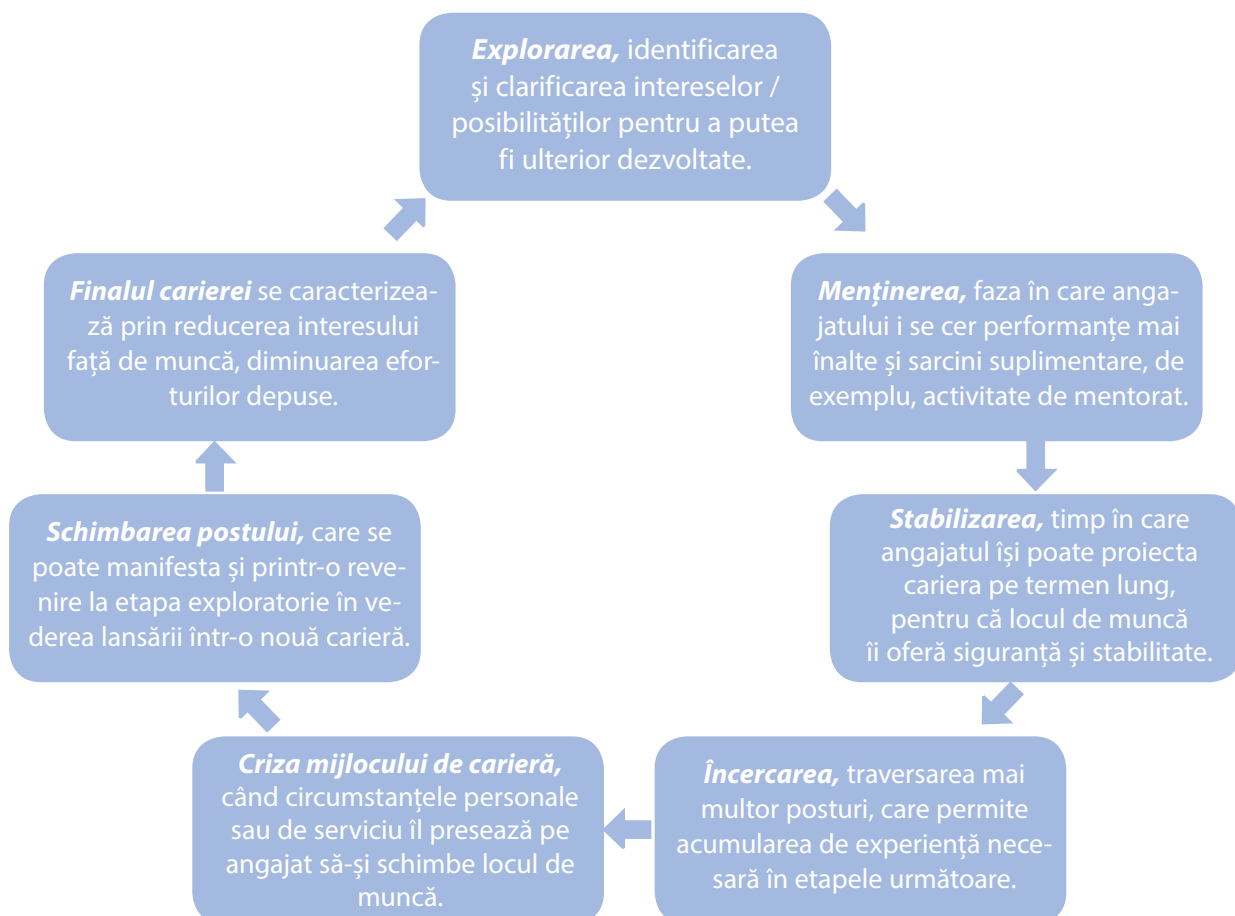 Explorarea, identificarea
și clarificarea intereselor /
posibilităților pentru a putea
fi ulterior dezvoltate.
Menținerea, faza în care anga-
jatului i se cer performanțe mai
înalte și sarcini suplimentare, de
exemplu, activitate de mentorat.
Stabilizarea, timp în care
angajatul își poate proiecta
cariera pe termen lung,
pentru că locul de muncă
îi oferă siguranță și stabilitate.
Încercarea, traversarea mai
multor posturi, care permite
acumularea de experiență nece-
sară în etapele următoare.
Criza mijlocului de carieră,
când circumstanțele personale
sau de serviciu îl presează pe
angajat să-și schimbe locul de
muncă.
Schimbarea postului, care se
poate manifesta și printr-o reve-
nire la etapa exploratorie în ve-
derea lansării într-o nouă carieră.
Finalul carierei se caracterizea-
ză prin reducerea interesului
față de muncă, diminuarea efor-
turilor depuse.